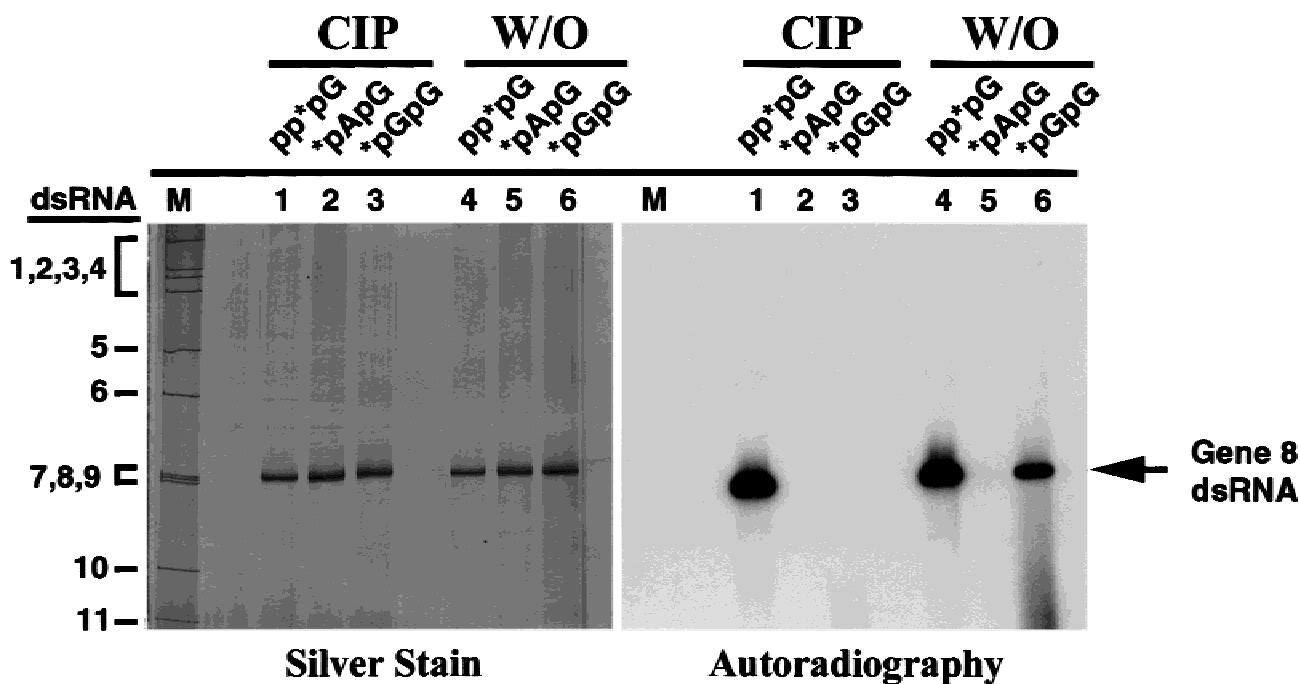 CIP W/O CIP W/O
pp*pG *pApG *pGpG pp*pG *pApG *pGpG pp*pG *pApG *pGpG pp*pG *pApG *pGpG
dsRNA M 1 2 3 4 5 6 M 1 2 3 4 5 6
1,2,3,4
5
6
7,8,9
Gene 8
dsRNA
10
11
Silver Stain Autoradiography